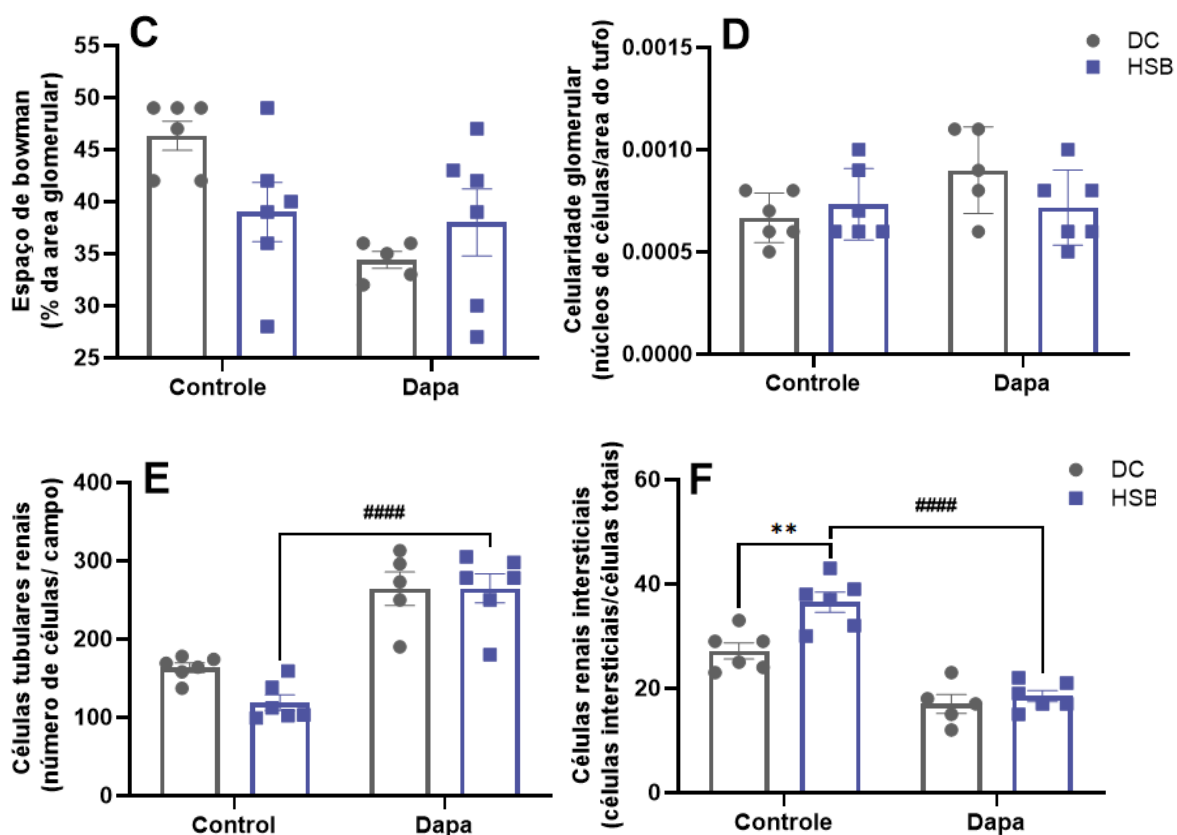 C
Espaço de bowman
(% da area glomerular)
55
50
45
40
35
30
25
Controle
Dapa
D
DC
HSB
Celularidade glomerular
(núcleos de células/area do tufo)
0.0015
0.0010
0.0005
0.0000
Controle
Dapa
E
Células tubulares renais
(número de células/ campo)
400
300
200
100
0
####
Control
Dapa
F
DC
HSB
Células renais intersticiais
(células intersticiais/células totais)
60
40
20
0
**
####
Controle
Dapa